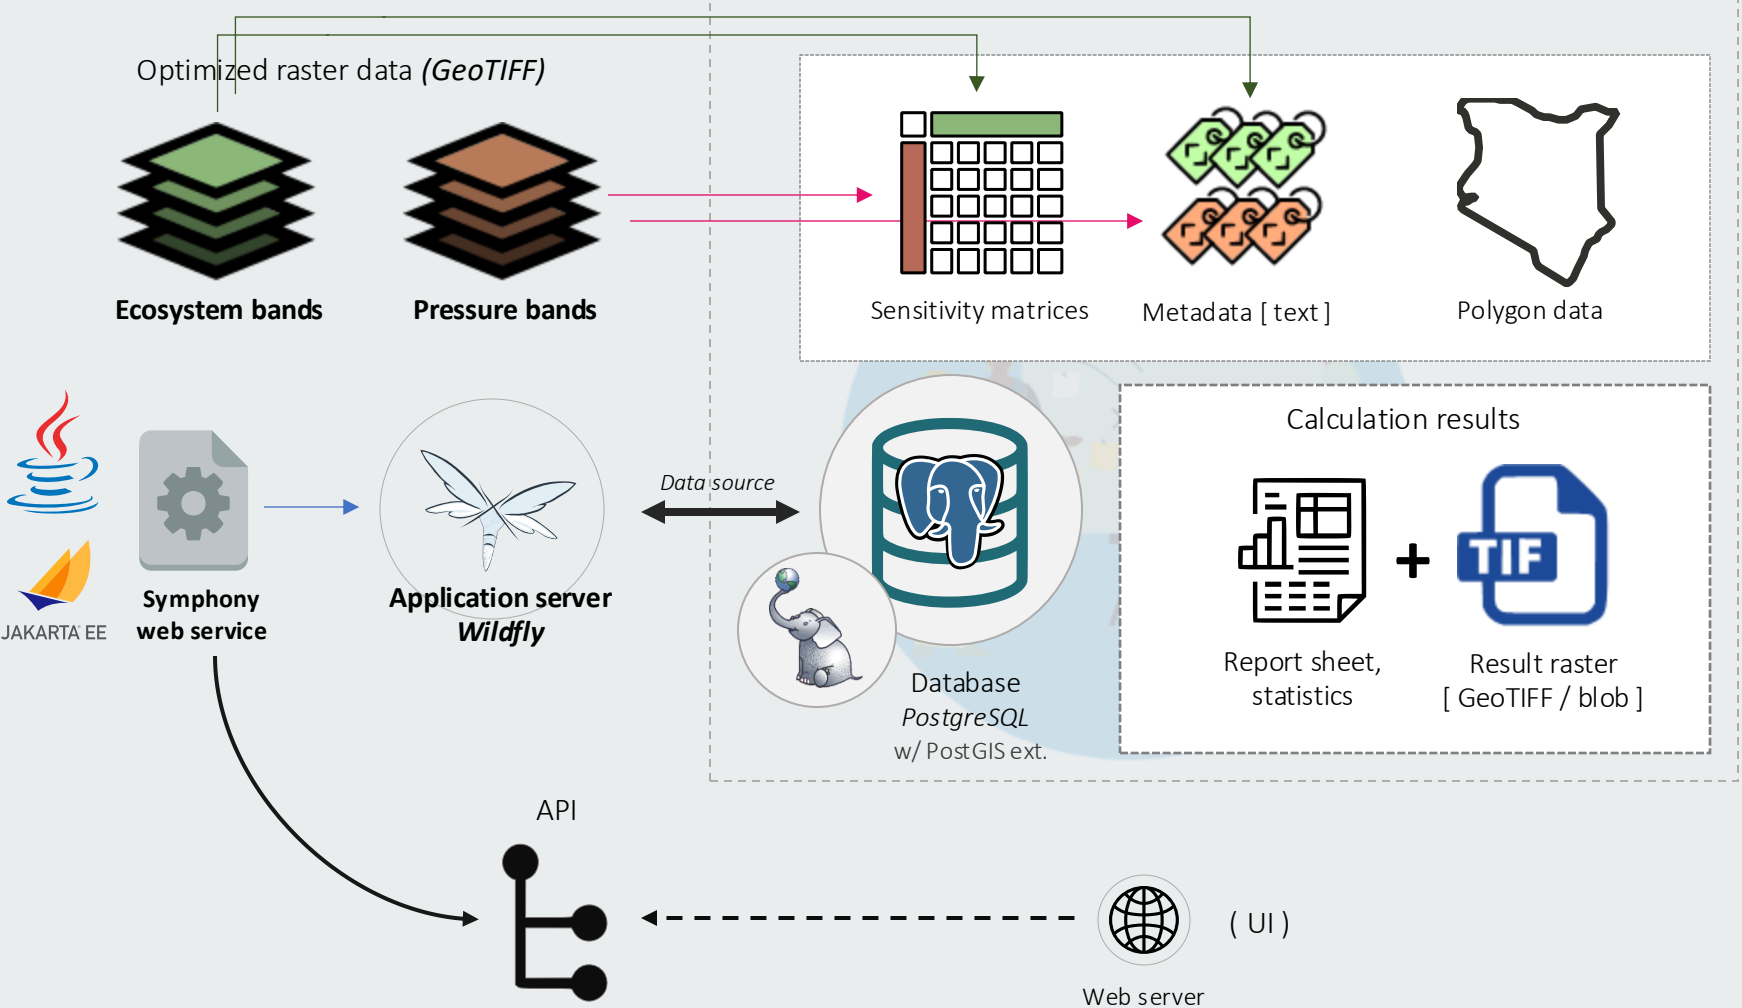 Optimized raster data (GeoTIFF)
Ecosystem bands
Pressure bands
Sensitivity matrices
Metadata [ text ]
Polygon data
JAKARTA EE
Symphony
web service
Application server
Wildfly
Data source
Database
PostgreSQL
w/ PostGIS ext.
Calculation results
TIF
Report sheet,
statistics
Result raster
[ GeoTIFF / blob ]
API
( UI )
Web server